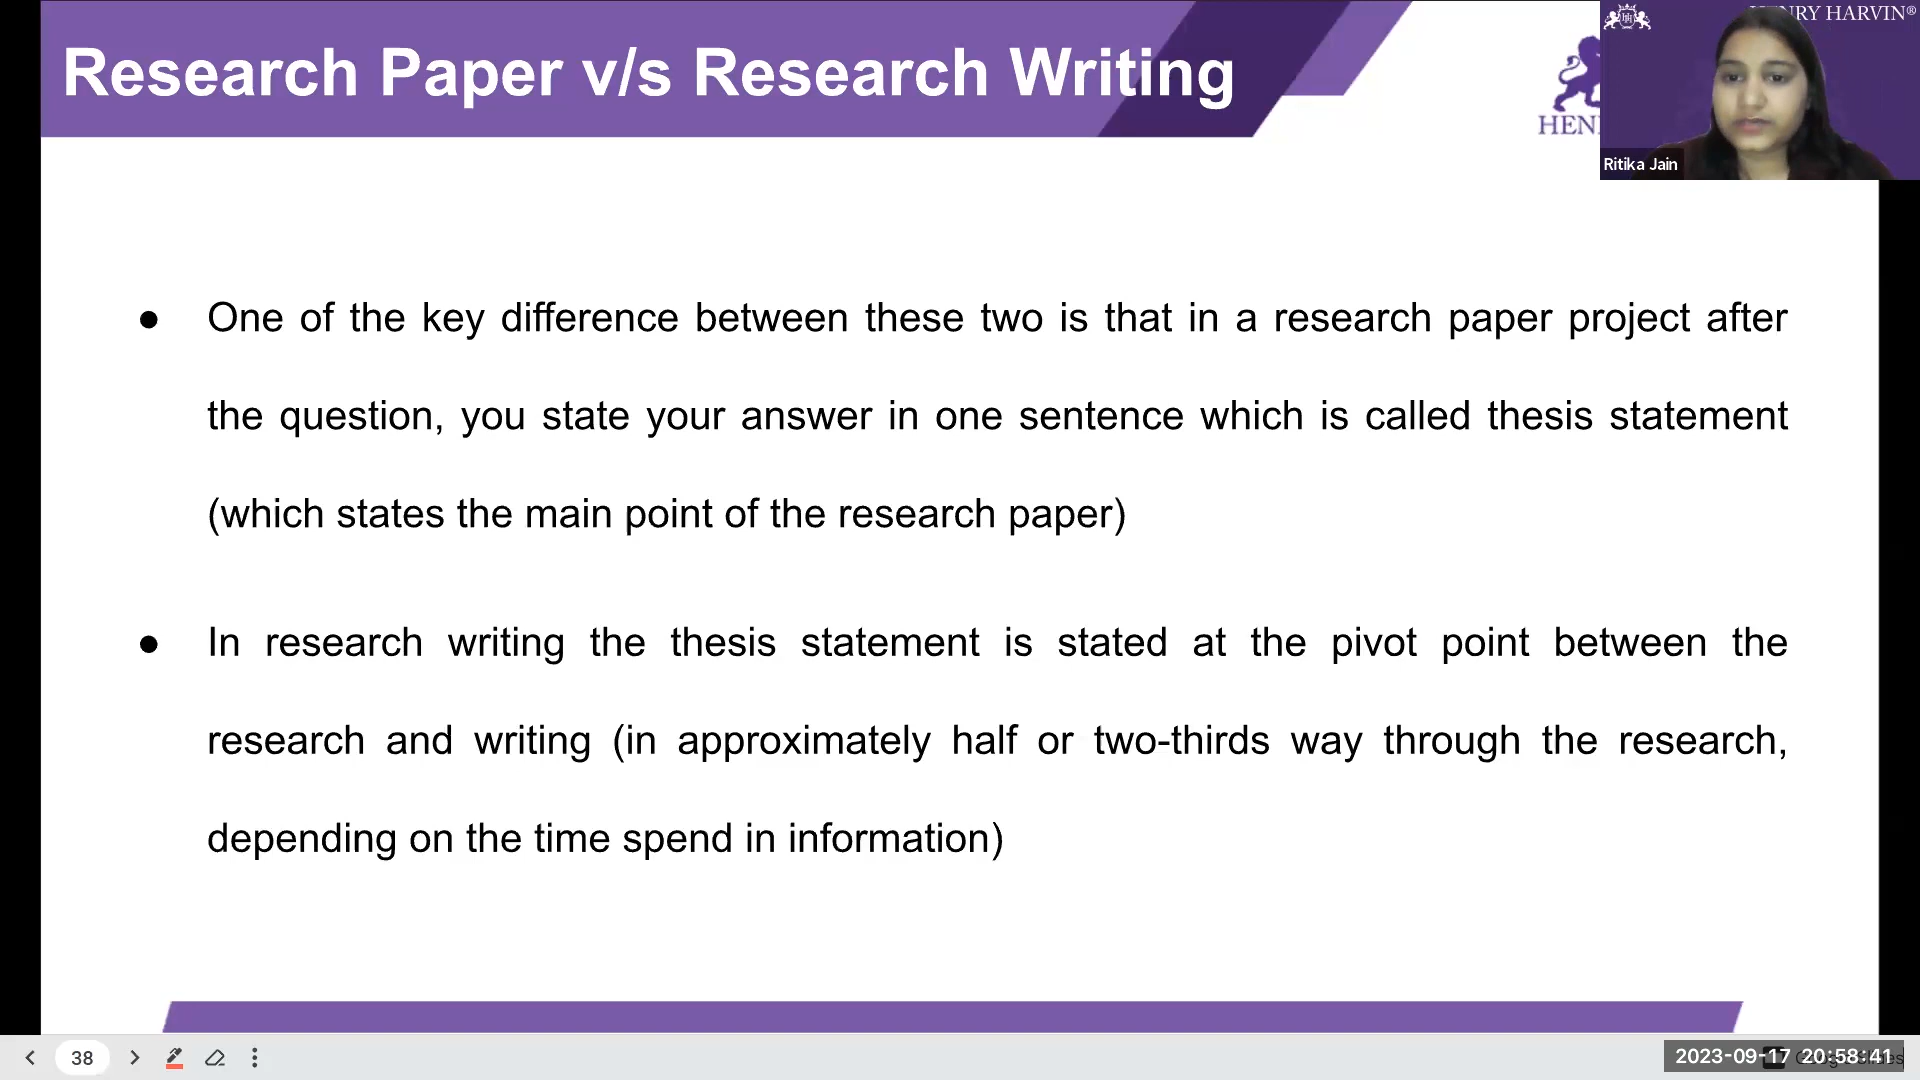 Research Paper v/s Research Writing
HENRY HARVIN®
HEN
Ritika Jain
● One of the key difference between these two is that in a research paper project after
the question, you state your answer in one sentence which is called thesis statement
(which states the main point of the research paper)
● In research writing the thesis statement is stated at the pivot point between the
research and writing (in approximately half or two-thirds way through the research,
depending on the time spend in information)
38
2023-09-17 20:58:41